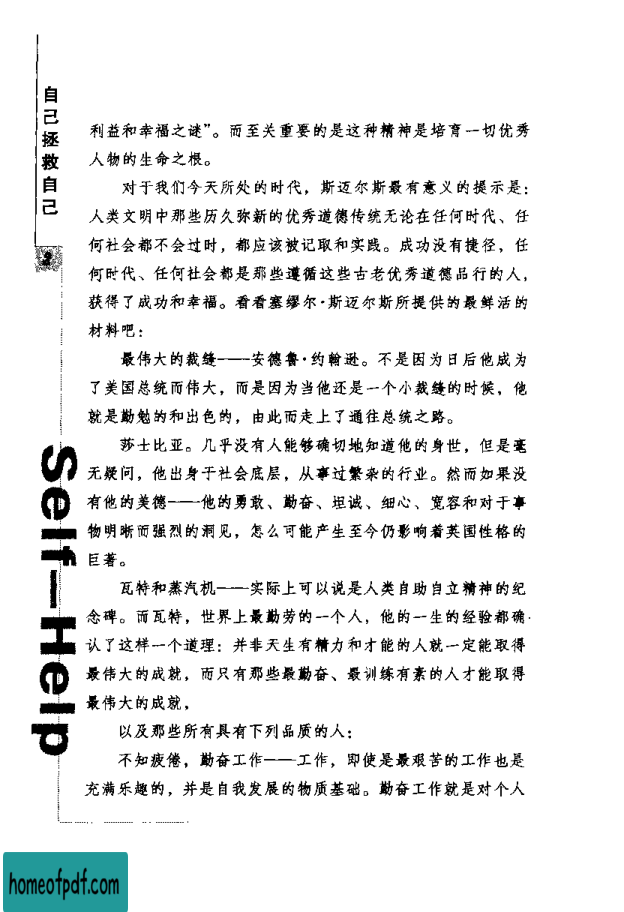 自己拯救自己
2
Self-Help
利益和幸福之谜”。而至关重要的是这种精神是培育一切优秀
人物的生命之根。
对于我们今天所处的时代，斯迈尔斯最有意义的提示是：
人类文明中那些历久弥新的优秀道德传统无论在任何时代、任
何社会都不会过时，都应该被记取和实践。成功没有捷径，任
何时代、任何社会都是那些遵循这些古老优秀道德品行的人，
获得了成功和幸福。看看塞缪尔·斯迈尔斯所提供的最鲜活的
材料吧：
最伟大的裁缝——安德鲁·约翰逊。不是因为日后他成为
了美国总统而伟大，而是因为当他还是一个小裁缝的时候，他
就是勤勉的和出色的，由此而走上了通往总统之路。
莎士比亚。几乎没有人能够确切地知道他的身世，但是毫
无疑问，他出身于社会底层，从事过繁杂的行业。然而如果没
有他的美德——他的勇敢、勤奋、坦诚、细心、宽容和对于事
物明晰而强烈的洞见，怎么可能产生至今仍影响着英国性格的
巨著。
瓦特和蒸汽机——实际上可以说是人类自助自立精神的纪
念碑。而瓦特，世界上最勤劳的一个人，他的一生的经验都确
认了这样一个道理：并非天生有精力和才能的人就一定能取得
最伟大的成就，而只有那些最勤奋、最训练有素的人才能取得
最伟大的成就，
以及那些所有具有下列品质的人：
不知疲倦，勤奋工作——工作，即使是最艰苦的工作也是
充满乐趣的，并是自我发展的物质基础。勤奋工作就是对个人
homeofpdf.com